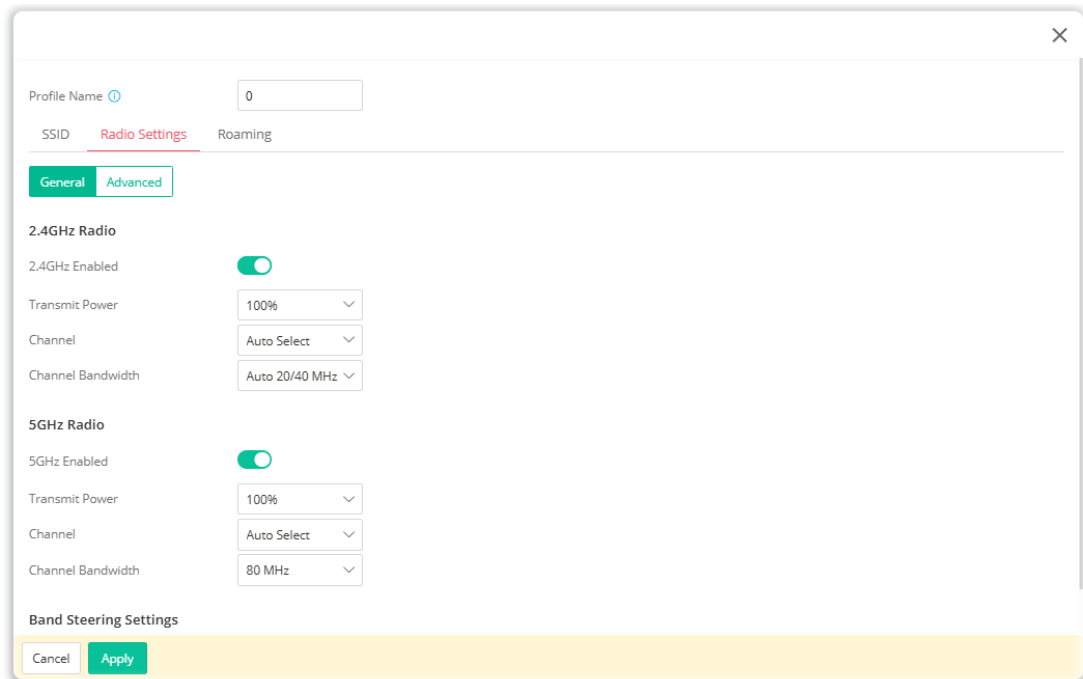 Profile Name
0
SSID Radio Settings Roaming
General Advanced
2.4GHz Radio
2.4GHz Enabled
Transmit Power 100%
Channel Auto Select
Channel Bandwidth Auto 20/40 MHz
5GHz Radio
5GHz Enabled
Transmit Power 100%
Channel Auto Select
Channel Bandwidth 80 MHz
Band Steering Settings
Cancel Apply